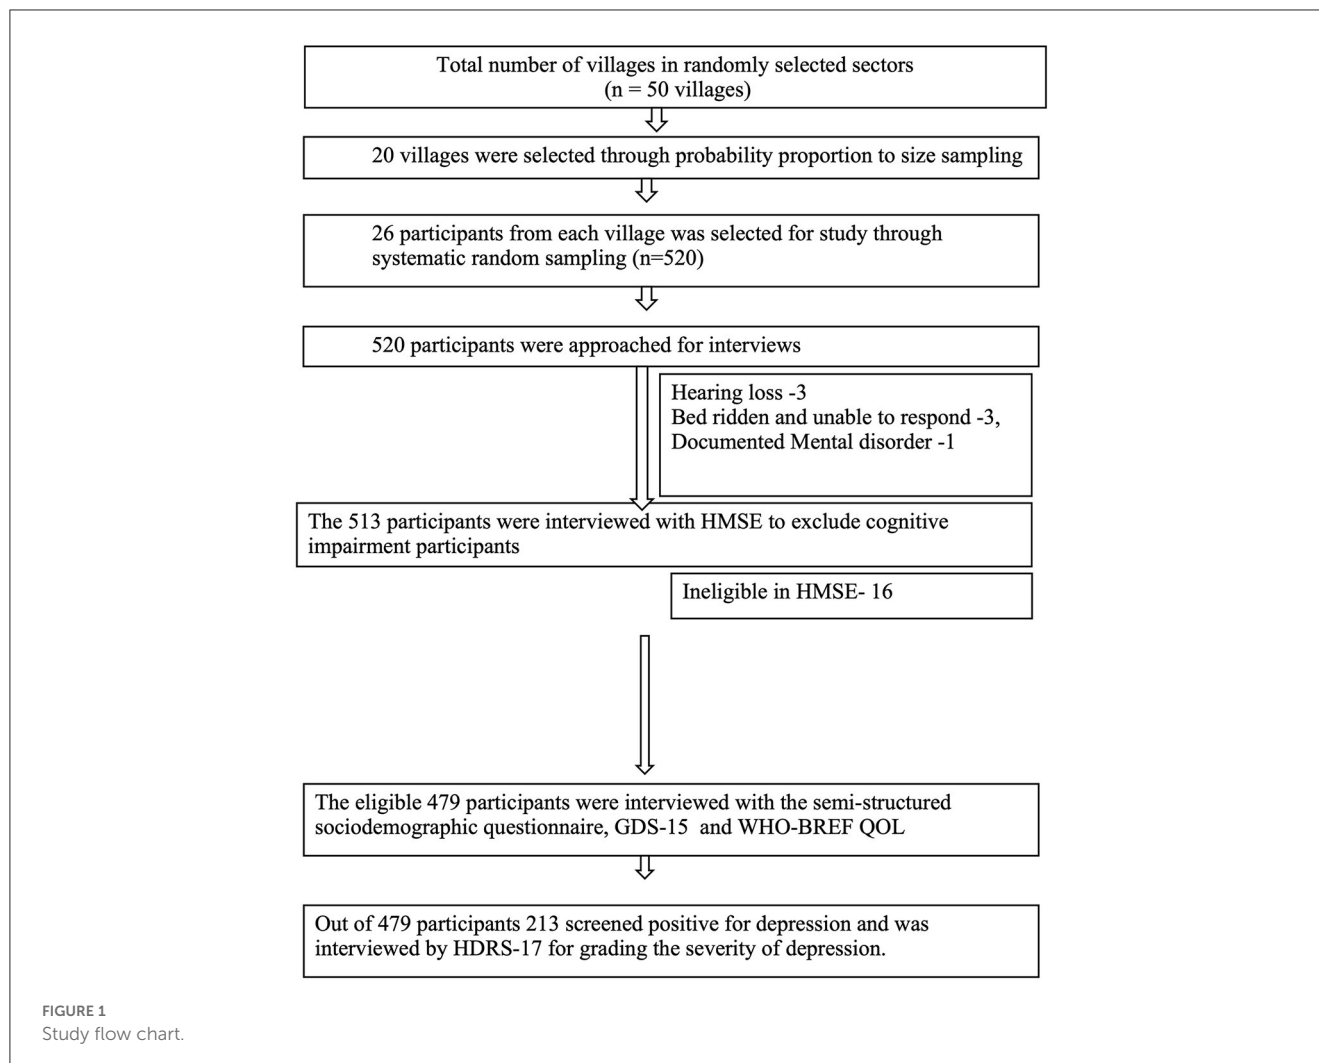 Total number of villages in randomly selected sectors
(n = 50 villages)
20 villages were selected through probability proportion to size sampling
26 participants from each village was selected for study through
systematic random sampling (n=520)
520 participants were approached for interviews
Hearing loss -3
Bed ridden and unable to respond -3,
Documented Mental disorder -1
The 513 participants were interviewed with HMSE to exclude cognitive
impairment participants
Ineligible in HMSE- 16
The eligible 479 participants were interviewed with the semi-structured
sociodemographic questionnaire, GDS-15 and WHO-BREF QOL
Out of 479 participants 213 screened positive for depression and was
interviewed by HDRS-17 for grading the severity of depression.
FIGURE 1
Study flow chart.